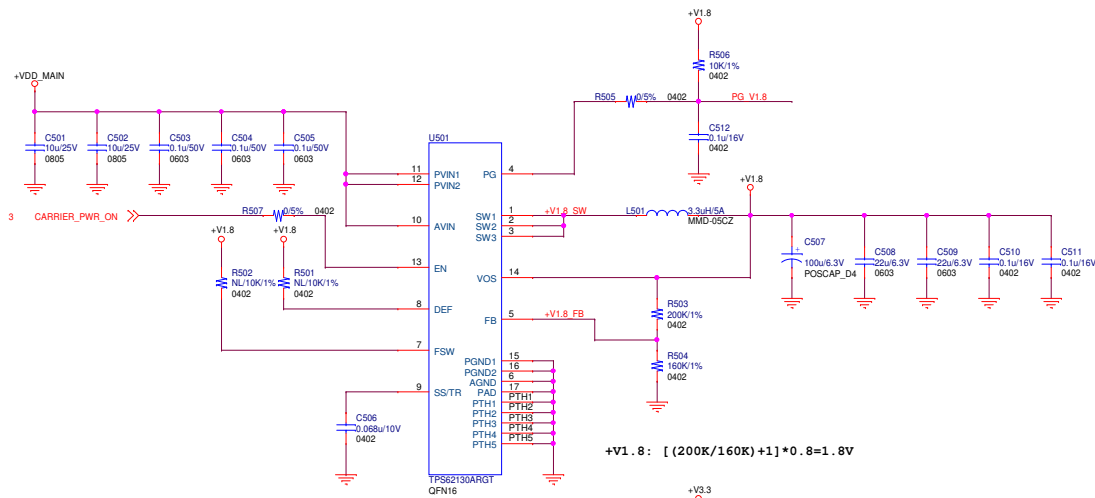 +V1.8
R506
10K/1%
0402
+VDD_MAIN
R505
0/5%
0402
PG_V1.8
C512
0.1u/16V
0402
C501
10u/25V
0805
C502
10u/25V
0805
C503
0.1u/50V
0603
C504
0.1u/50V
0603
C505
0.1u/50V
0603
U501
11
PVIN1
12
PVIN2
PG
4
+V1.8
3
CARRIER_PWR_ON
R507
0/5%
0402
10
AVIN
SW1
1
SW2
2
SW3
3
+V1.8_SW
L501
3.3uH/5A
MMD-05CZ
+V1.8
+V1.8
R502
NL/10K/1%
0402
R501
NL/10K/1%
0402
13
EN
VOS
14
C507
+
100u/6.3V
POSCAP_D4
C508
22u/6.3V
0603
C509
22u/6.3V
0603
C510
0.1u/16V
0402
C511
0.1u/16V
0402
8
DEF
FB
5
+V1.8_FB
R503
200K/1%
0402
7
FSW
R504
160K/1%
0402
9
SS/TR
PGND1
15
PGND2
16
AGND
6
PAD
17
PTH1
PTH1
PTH2
PTH2
PTH3
PTH3
PTH4
PTH4
PTH5
PTH5
C506
0.068u/10V
0402
TPS62130ARGT
QFN16
+V1.8: [(200K/160K)+1]*0.8=1.8V
+V3.3